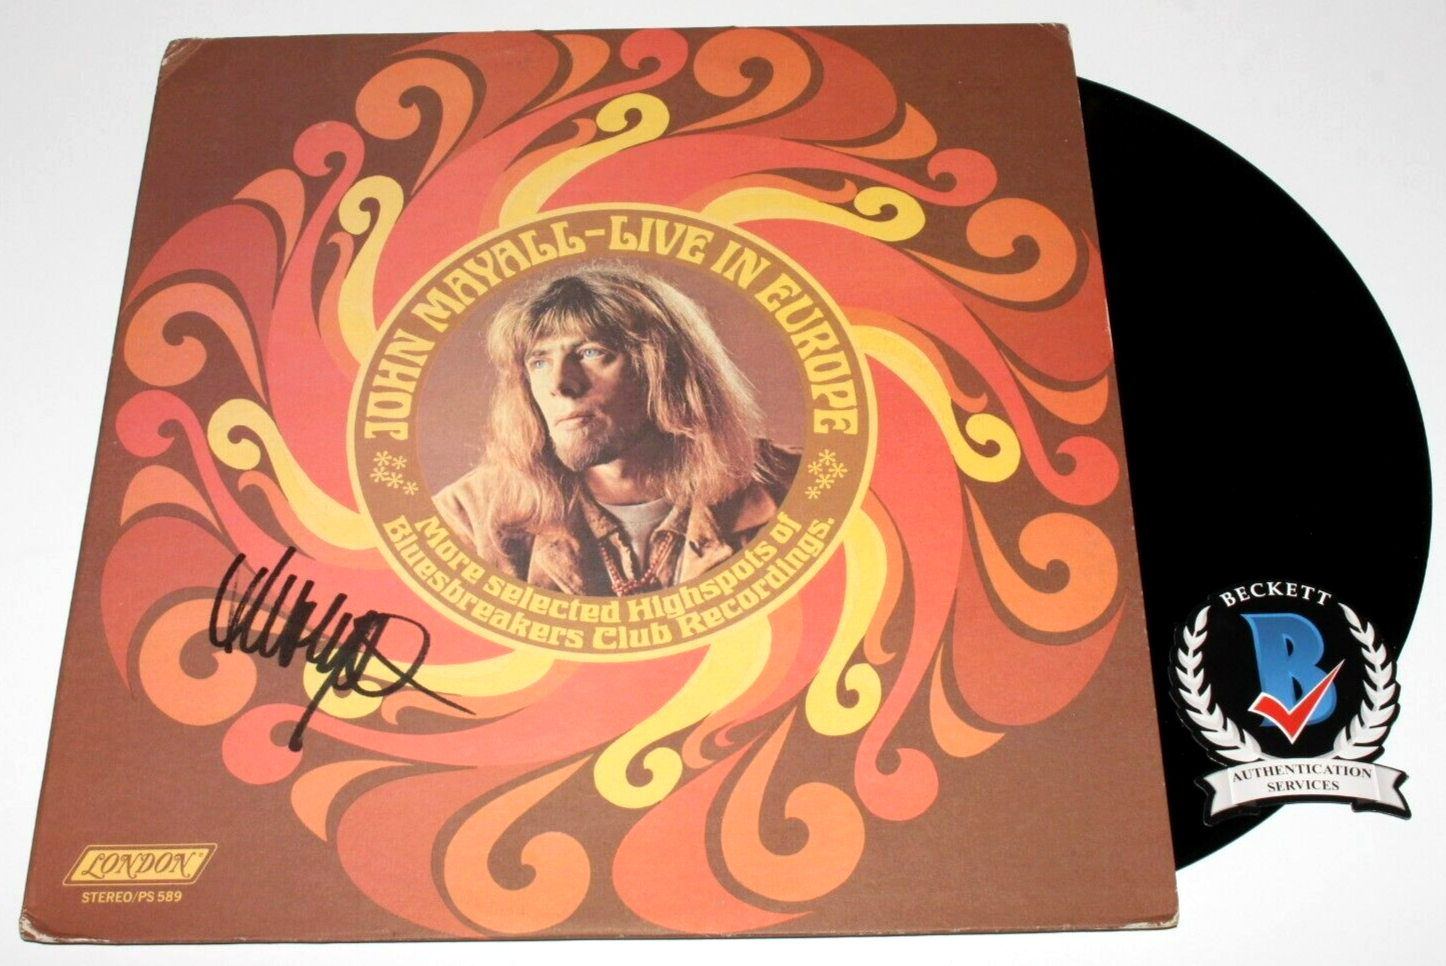 JOHN MAYALL-LIVE IN EUROPE
More selected Highspots of
Bluesbreakers Club Recordings.
LONDON
STEREO/PS 589
BECKETT
B
AUTHENTICATION
SERVICES